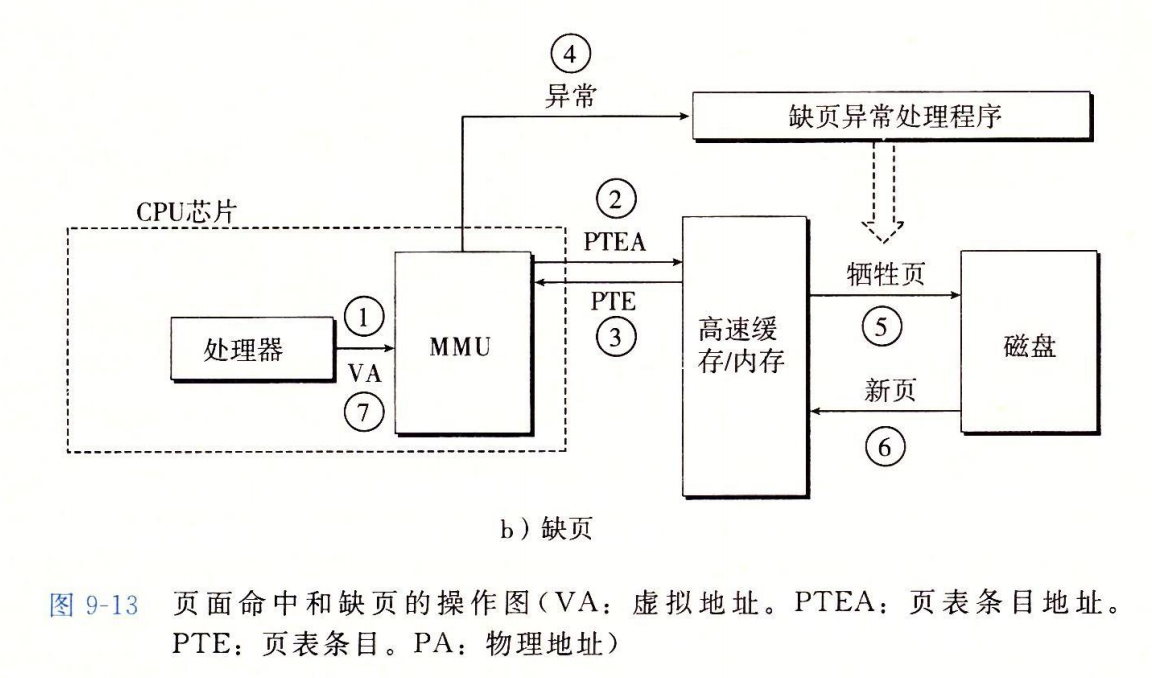 ④
异常
缺页异常处理程序
CPU芯片
②
PTEA
PTE
③
①
处理器
VA
⑦
MMU
高速缓
存/内存
牺牲页
⑤
磁盘
新页
⑥
b)缺页
图 9-13 页面命中和缺页的操作图(VA:虚拟地址。PTEA:页表条目地址。
PTE:页表条目。PA:物理地址)